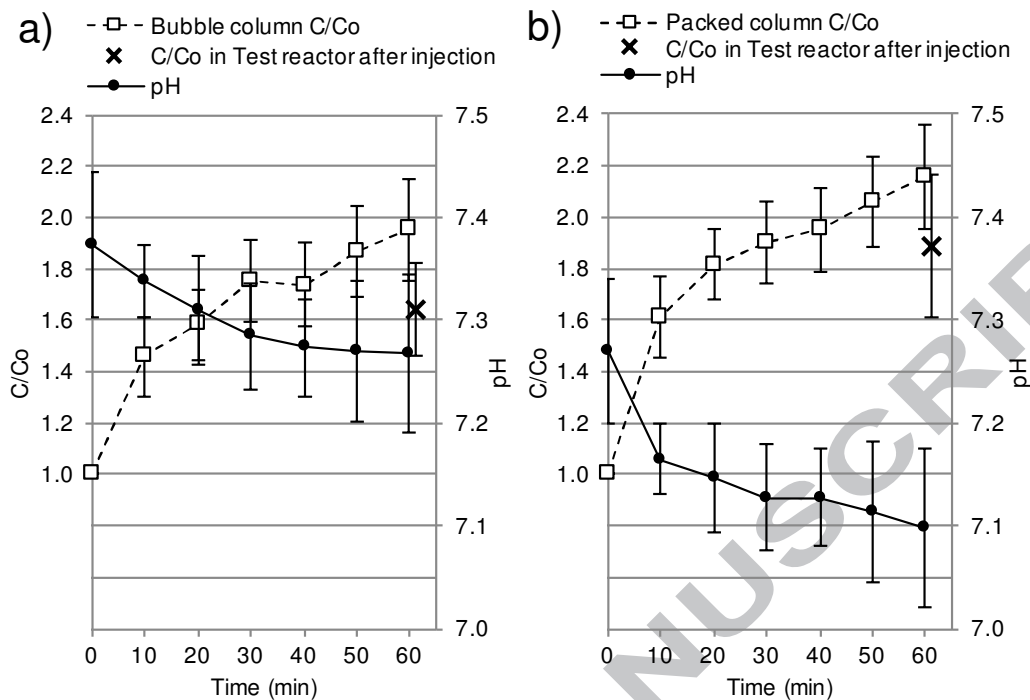 a)
Bubble column C/Co
C/Co in Test reactor after injection
pH
2.4
2.2
2.0
1.8
1.6
1.4
1.2
1.0
C/Co
7.5
7.4
7.3
7.2
7.1
7.0
pH
0 10 20 30 40 50 60
Time (min)
b)
Packed column C/Co
C/Co in Test reactor after injection
pH
2.4
2.2
2.0
1.8
1.6
1.4
1.2
1.0
C/Co
7.5
7.4
7.3
7.2
7.1
7.0
pH
0 10 20 30 40 50 60
Time (min)
NUSCRI